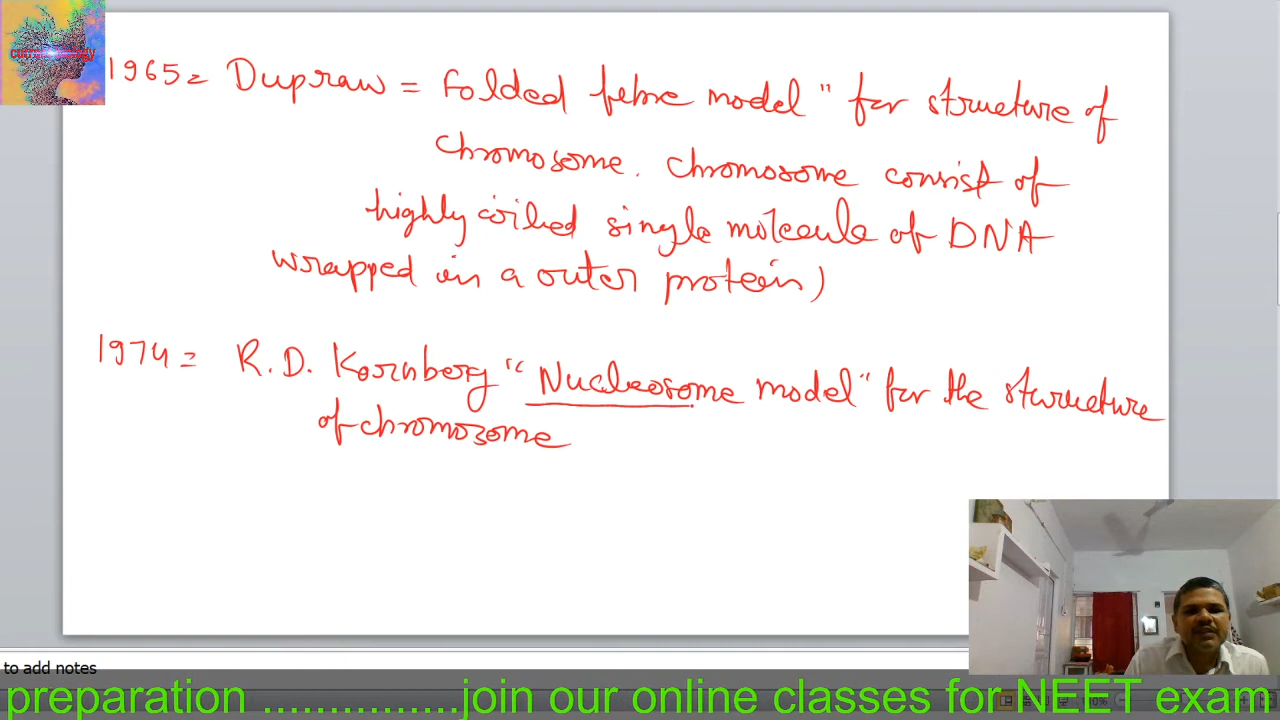 1965= Dupraw = Folded febre model" for structure of
chromosome. chromosome consist of
highly coiled single molecule of DNA
wrapped in a outer protein)
1974= R.D. Kornberg "Nucleosome model" for the structure
of chromosome
to add notes
preparation ...............join our online classes for NEET exam